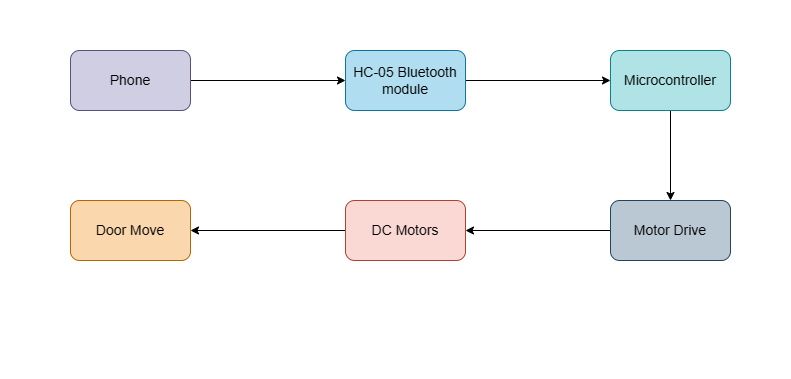 Phone
HC-05 Bluetooth
module
Microcontroller
Door Move
DC Motors
Motor Drive